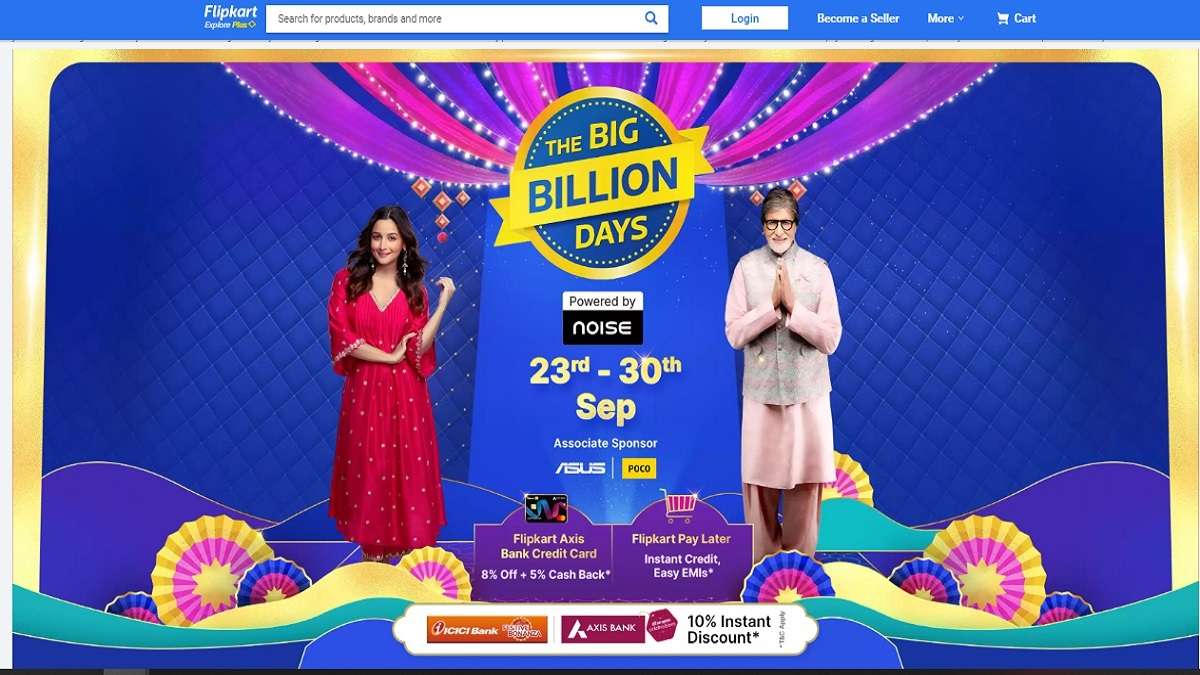 Flipkart
Explore Plus
Search for products, brands and more
Login
Become a Seller
More
Cart
THE BIG
BILLION
DAYS
Powered by
NOISE
23rd - 30th
Sep
Associate Sponsor
ASUS
POCO
Flipkart Axis
Bank Credit Card
8% Off + 5% Cash Back*
Flipkart Pay Later
Instant Credit,
Easy EMIs*
ICICI Bank
FESTIVE
BONANZA
AXIS BANK
10% Instant
Discount*
*T&C Apply